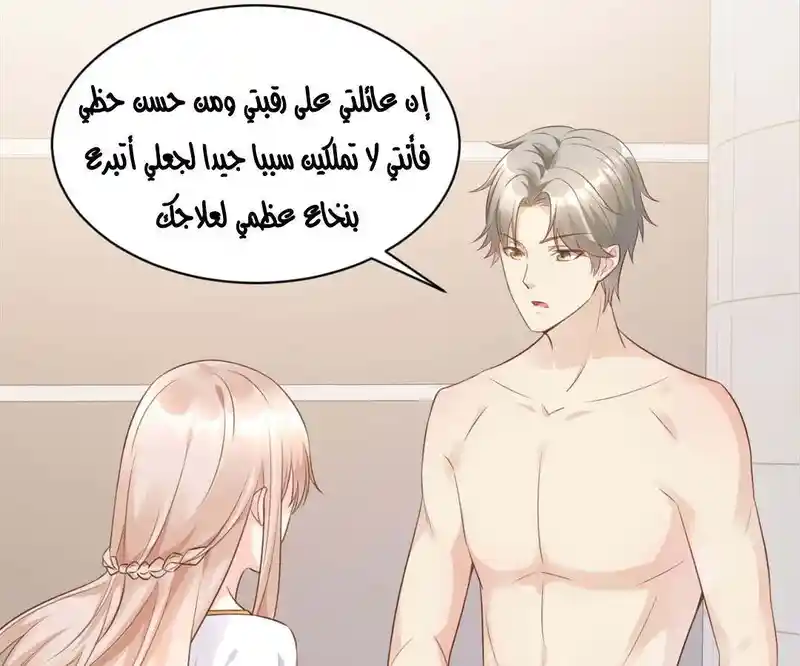 إن عائلتي على رقبتي ومن حسن حظي
فأنتي لا تملكين سببا جيدا لجعلي أتبرع
بنخاع عظمي لعلاجك